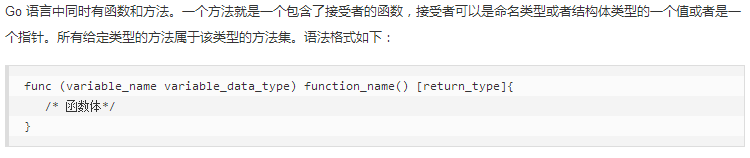 Go 语言中同时有函数和方法。一个方法就是一个包含了接受者的函数，接受者可以是命名类型或者结构体类型的一个值或者是一
个指针。所有给定类型的方法属于该类型的方法集。语法格式如下：
func (variable_name variable_data_type) function_name() [return_type]{
/* 函数体*/
}